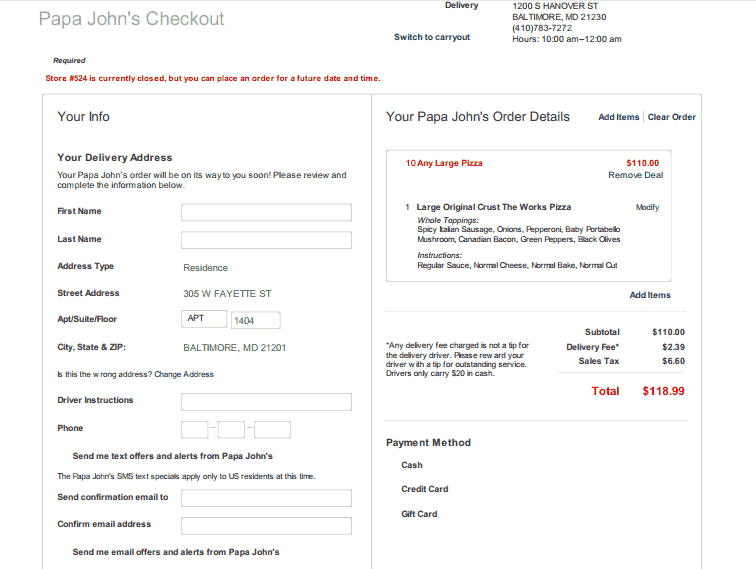 Papa John's Checkout
Delivery
1200 S HANOVER ST
BALTIMORE, MD 21230
(410)783-7272
Switch to carryout
Hours: 10:00 am–12:00 am
Required
Store #524 is currently closed, but you can place an order for a future date and time.
Your Info
Your Delivery Address
Your Papa John's order will be on its way to you soon! Please review and
complete the information below.
First Name
Last Name
Address Type Residence
Street Address 305 W FAYETTE ST
Apt/Suite/Floor APT 1404
City, State & ZIP: BALTIMORE, MD 21201
Is this the wrong address? Change Address
Driver Instructions
Phone - -
Send me text offers and alerts from Papa John's
The Papa John's SMS text specials apply only to US residents at this time.
Send confirmation email to
Confirm email address
Send me email offers and alerts from Papa John's
Your Papa John's Order Details Add Items Clear Order
10 Any Large Pizza $110.00
Remove Deal
1 Large Original Crust The Works Pizza Modify
Whole Toppings:
Spicy Italian Sausage, Onions, Pepperoni, Baby Portabello
Mushroom, Canadian Bacon, Green Peppers, Black Olives
Instructions:
Regular Sauce, Normal Cheese, Normal Bake, Normal Cut
Add Items
*Any delivery fee charged is not a tip for
the delivery driver. Please reward your
driver with a tip for outstanding service.
Drivers only carry $20 in cash.
Subtotal $110.00
Delivery Fee* $2.39
Sales Tax $6.60
Total $118.99
Payment Method
Cash
Credit Card
Gift Card